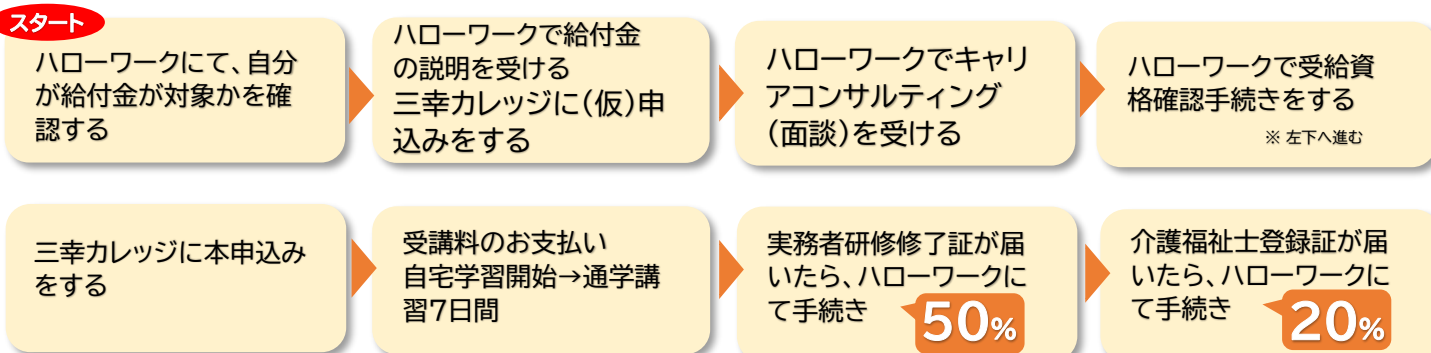 スタート
ハローワークにて、自分
が給付金が対象かを確
認する
ハローワークで給付金
の説明を受ける
三幸カレッジに(仮)申
込みをする
ハローワークでキャリ
アコンサルティング
(面談)を受ける
ハローワークで受給資
格確認手続きをする
※ 左下へ進む
三幸カレッジに本申込み
をする
受講料のお支払い
自宅学習開始→通学講
習7日間
実務者研修修了証が届
いたら、ハローワークに
て手続き
50%
介護福祉士登録証が届
いたら、ハローワークに
て手続き
20%